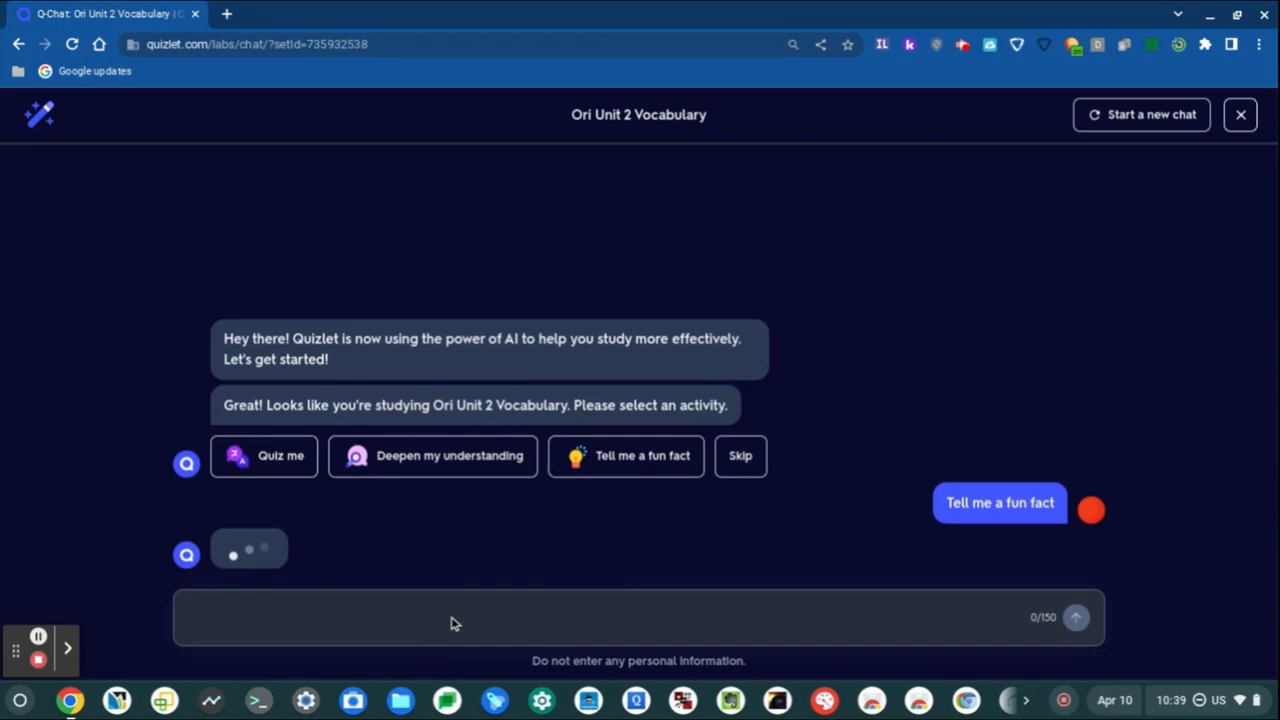 Q-Chat: Ori Unit 2 Vocabulary |
quizlet.com/labs/chat/?setId=735932538
Google updates
Ori Unit 2 Vocabulary
Start a new chat
Hey there! Quizlet is now using the power of AI to help you study more effectively.
Let's get started!
Great! Looks like you're studying Ori Unit 2 Vocabulary. Please select an activity.
Quiz me
Deepen my understanding
Tell me a fun fact
Skip
Tell me a fun fact
0/150
Do not enter any personal information.
Apr 10
10:39
US